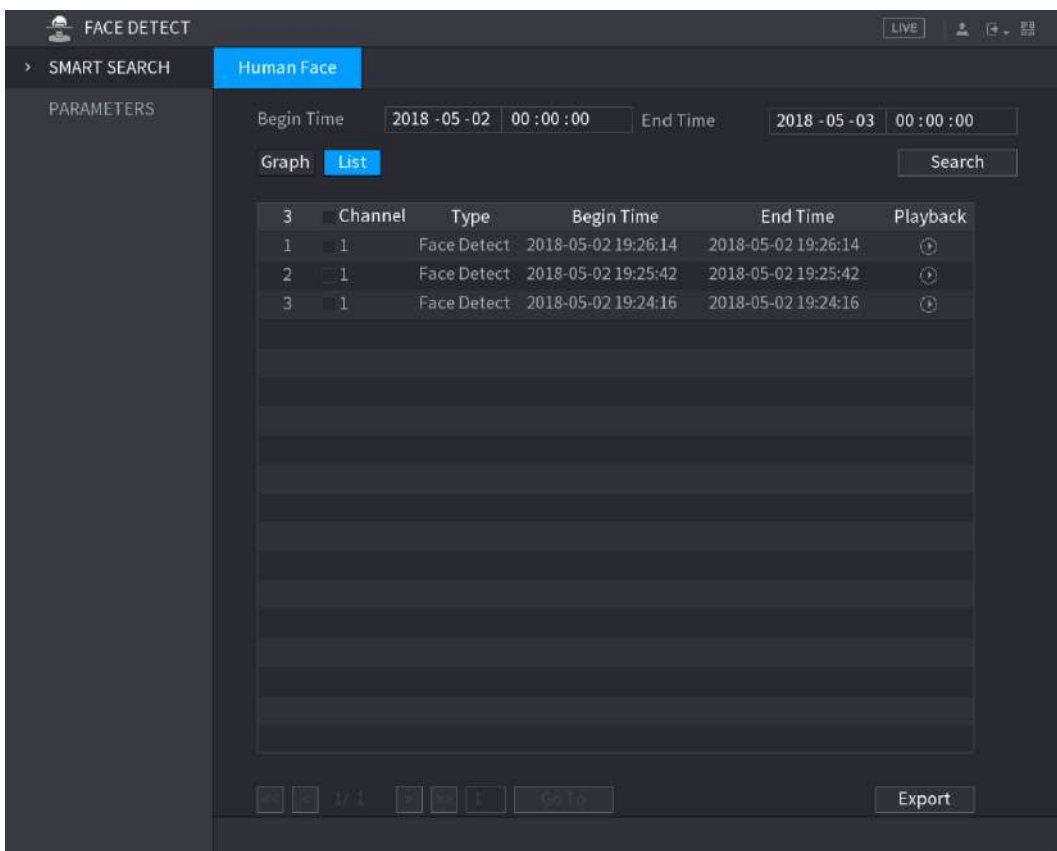 FACE DETECT LIVE
> SMART SEARCH Human Face
PARAMETERS
Begin Time 2018 -05 -02 00 :00 :00 End Time 2018 -05 -03 00 :00 :00
Graph List Search
3 Channel Type Begin Time End Time Playback
1 1 Face Detect 2018-05-02 19:26:14 2018-05-02 19:26:14
2 1 Face Detect 2018-05-02 19:25:42 2018-05-02 19:25:42
3 1 Face Detect 2018-05-02 19:24:16 2018-05-02 19:24:16
<< < 1/ 1 > >> 1 Go To Export